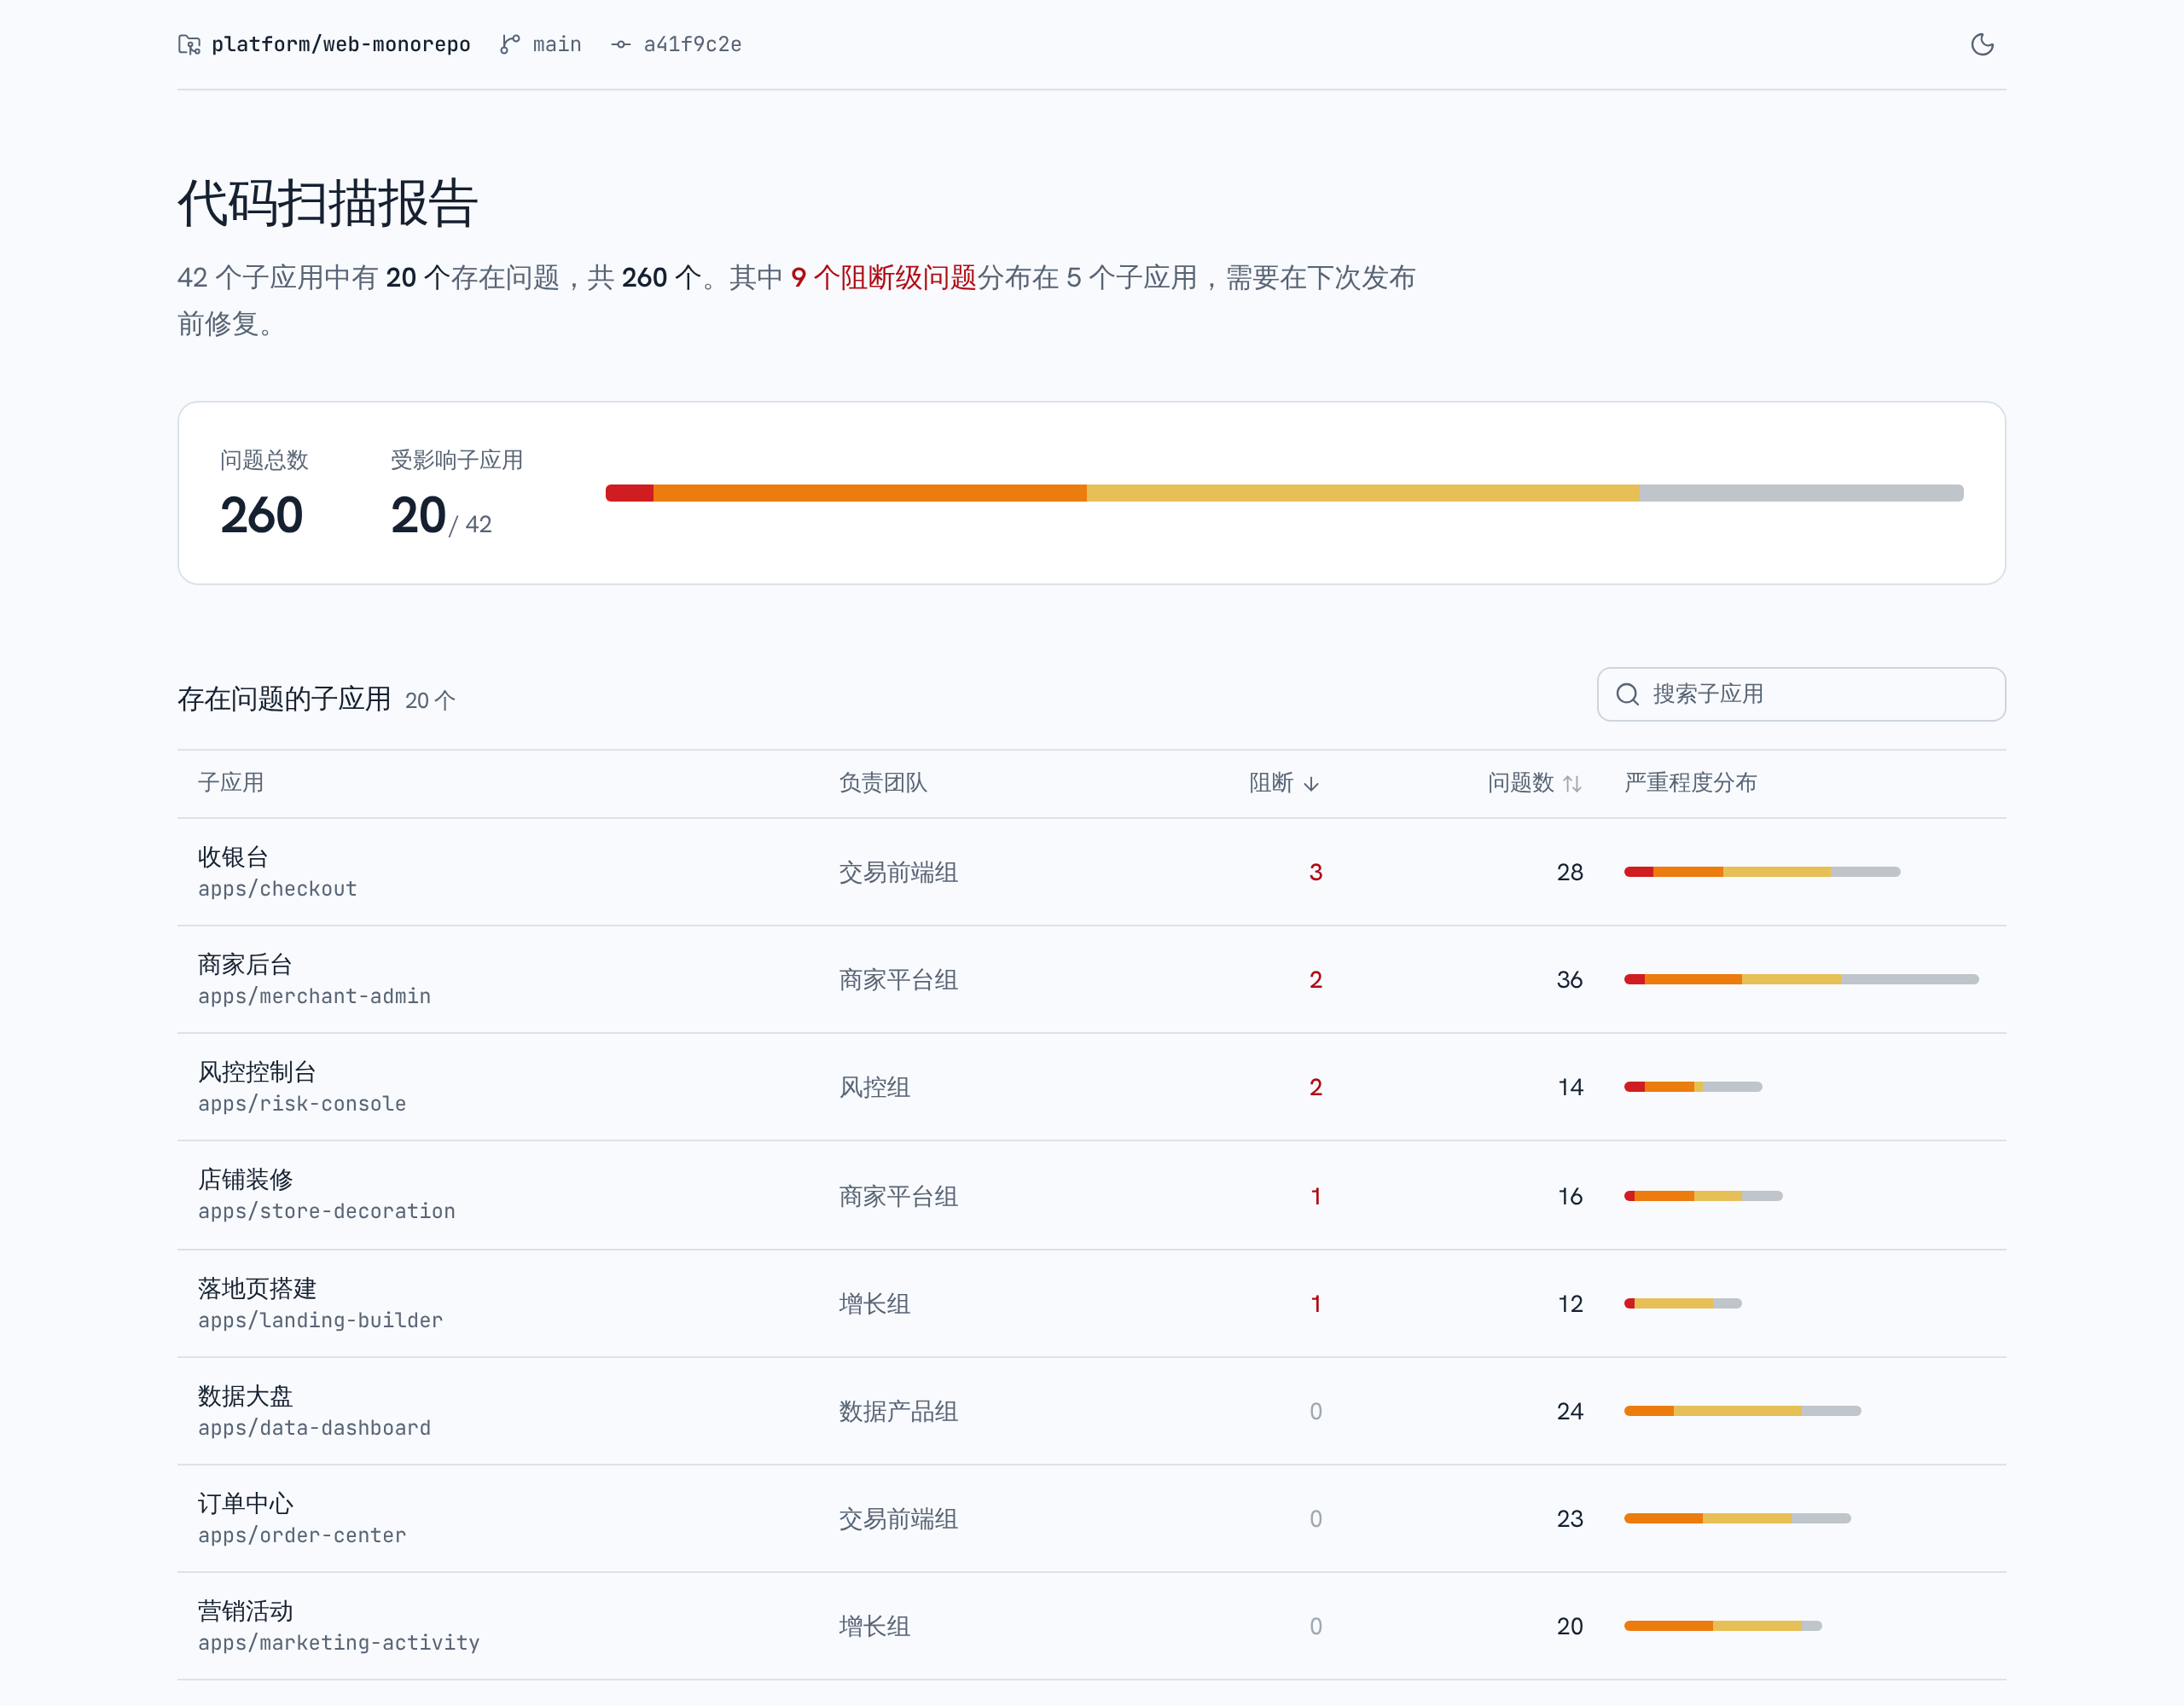 platform/web-monorepo main a41f9c2e
代码扫描报告
42 个子应用中有 20 个存在问题，共 260 个。其中 9 个阻断级问题分布在 5 个子应用，需要在下次发布
前修复。
问题总数 受影响子应用
260 20 / 42
存在问题的子应用 20 个 搜索子应用
子应用 负责团队 阻断 问题数 严重程度分布
收银台
apps/checkout 交易前端组 3 28
商家后台
apps/merchant-admin 商家平台组 2 36
风控控制台
apps/risk-console 风控组 2 14
店铺装修
apps/store-decoration 商家平台组 1 16
落地页搭建
apps/landing-builder 增长组 1 12
数据大盘
apps/data-dashboard 数据产品组 0 24
订单中心
apps/order-center 交易前端组 0 23
营销活动
apps/marketing-activity 增长组 0 20